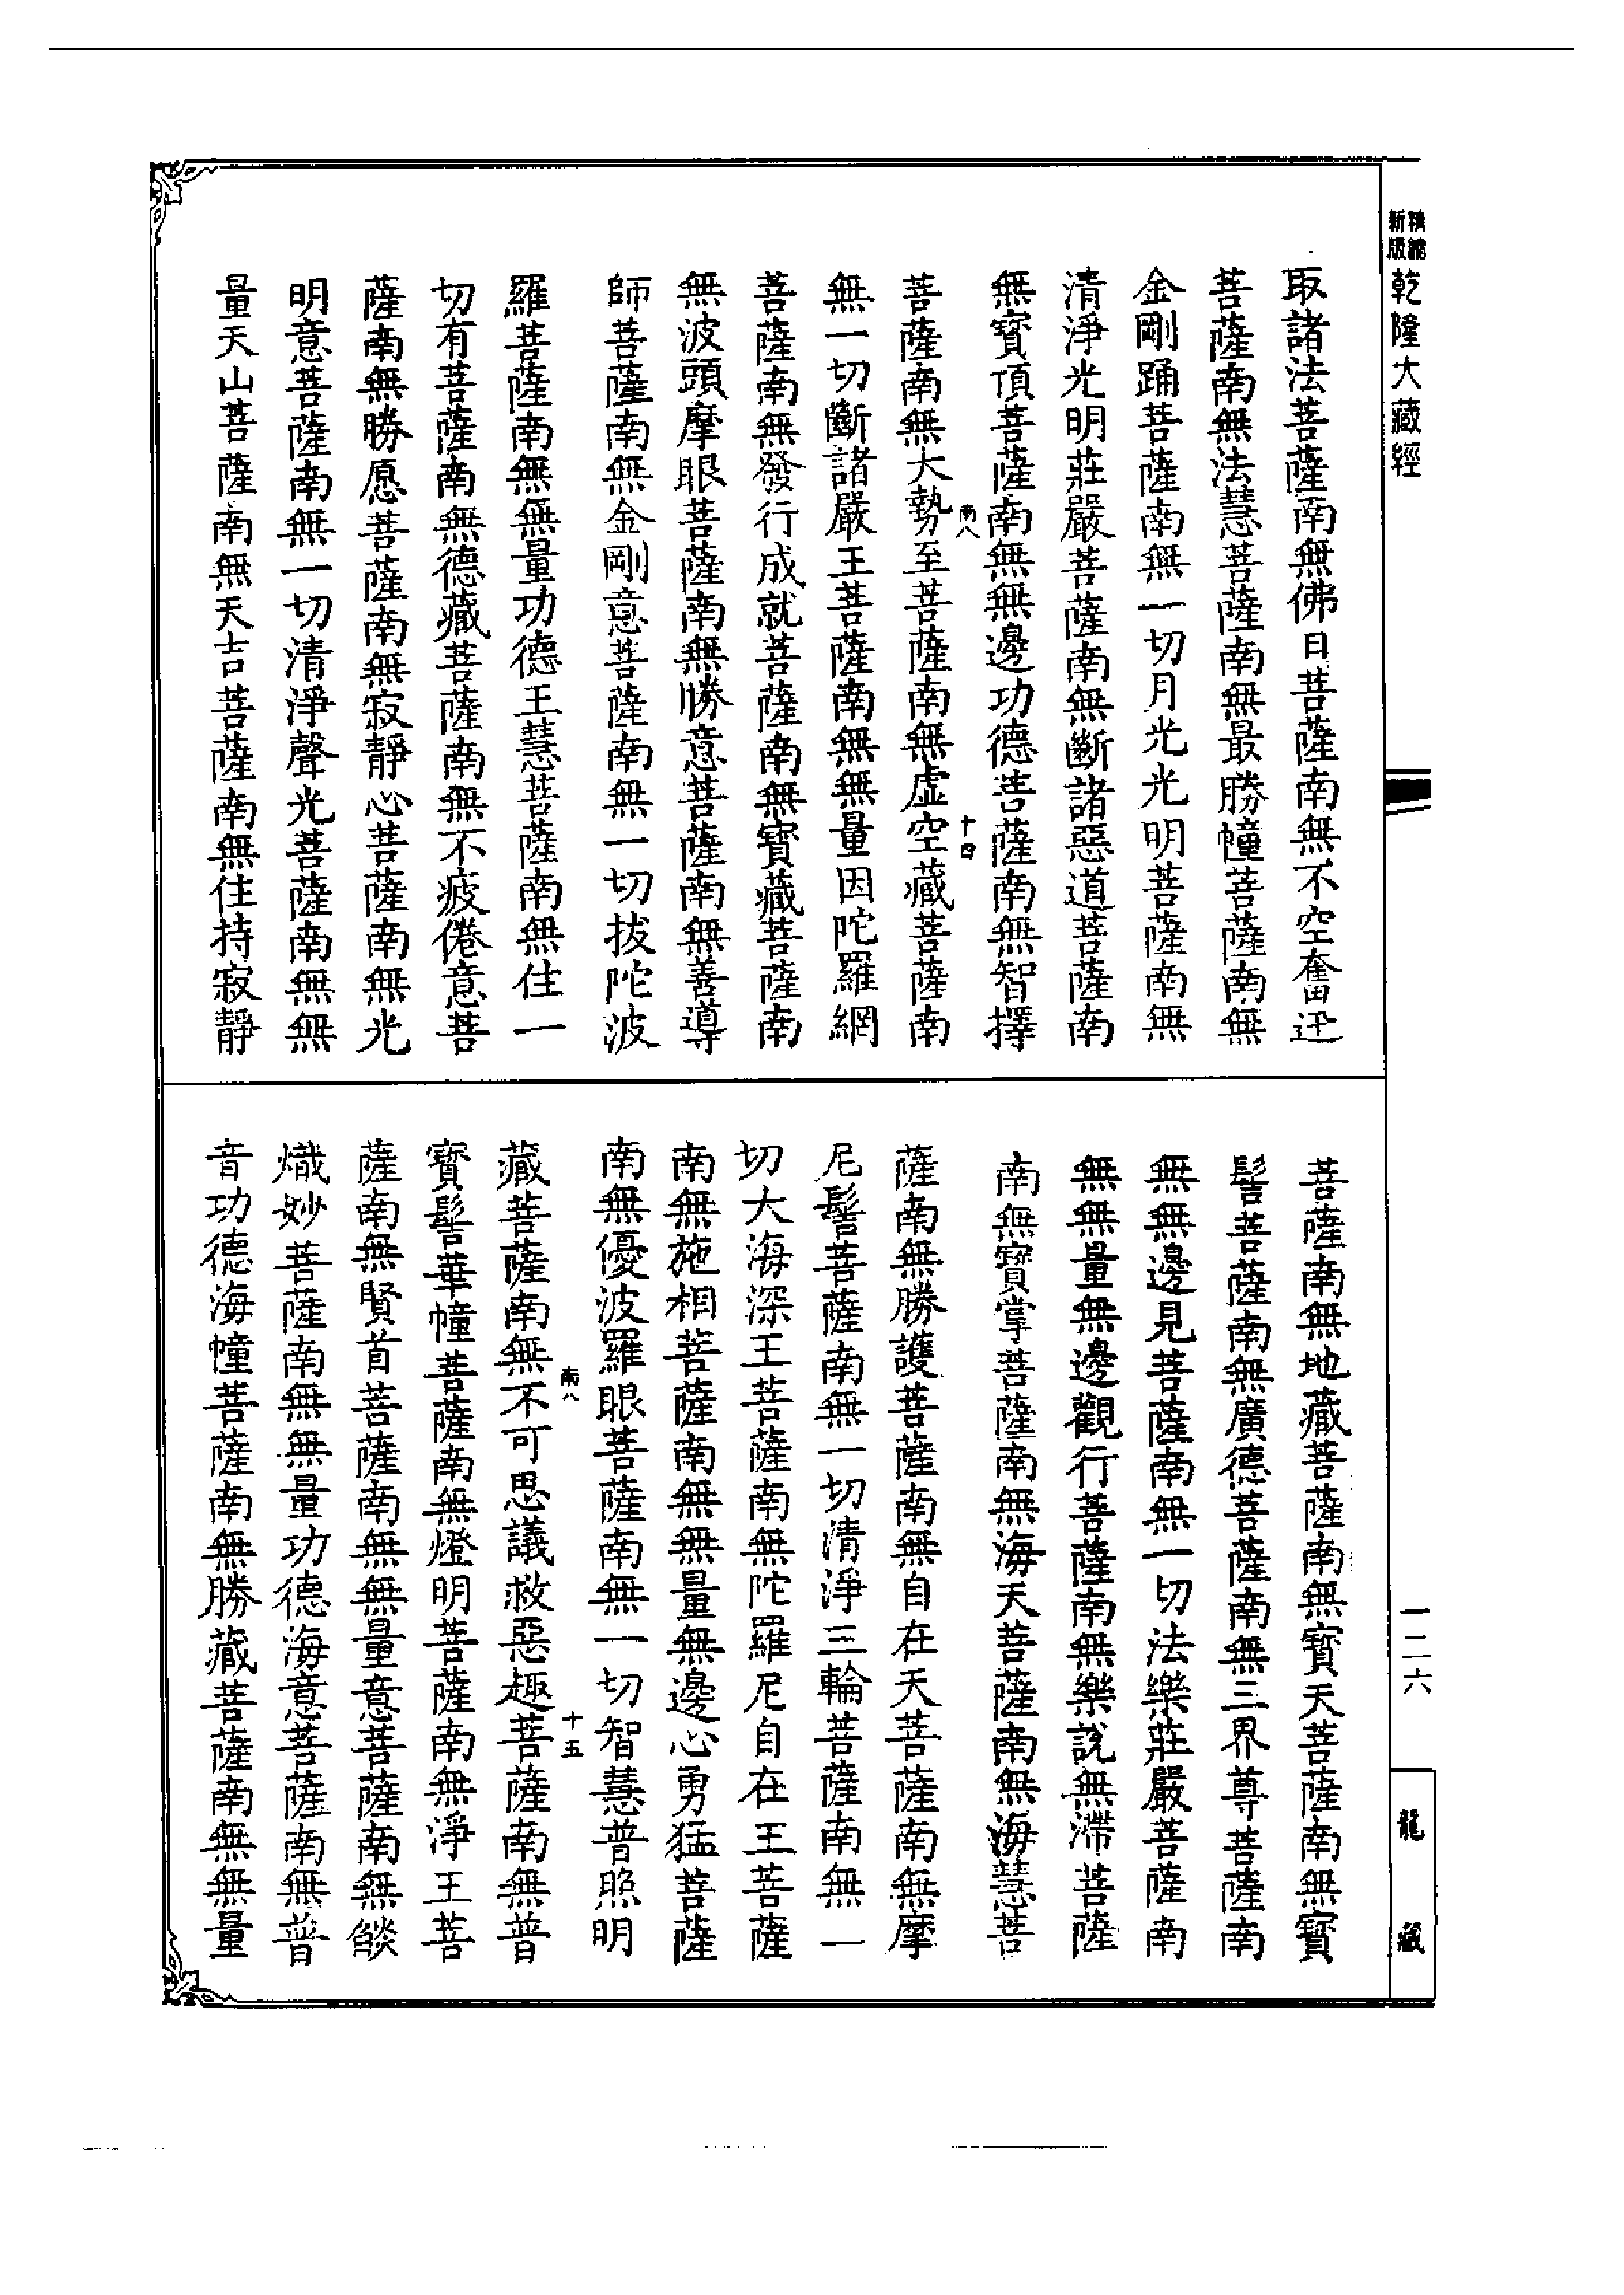 精縮
新版
乾隆大藏經
取諸法菩薩南無佛日菩薩南無不空奮迅
菩薩南無法慧菩薩南無最勝幢菩薩南無
金剛踊菩薩南無一切月光光明菩薩南無
清淨光明莊嚴菩薩南無斷諸惡道菩薩南
無寶頂菩薩南無無邊功德菩薩南無智擇
南八
十四
菩薩南無大勢至菩薩南無虛空藏菩薩南
無一切斷諸嚴王菩薩南無無量因陀羅網
菩薩南無發行成就菩薩南無寶藏菩薩南
無波頭摩眼菩薩南無勝意菩薩南無善導
師菩薩南無金剛意菩薩南無一切拔陀波
羅菩薩南無無量功德王慧菩薩南無住一
切有菩薩南無德藏菩薩南無不疲倦意菩
薩南無勝愿菩薩南無寂靜心菩薩南無光
明意菩薩南無一切清淨聲光菩薩南無無
量天山菩薩南無天吉菩薩南無住持寂靜
菩薩南無地藏菩薩南無寶天菩薩南無寶
髻菩薩南無廣德菩薩南無三界尊菩薩南
無無邊見菩薩南無一切法樂莊嚴菩薩南
無無量無邊觀行菩薩南無樂說無滯菩薩
南無寶掌菩薩南無海天菩薩南無海慧菩
薩南無勝護菩薩南無自在天菩薩南無摩
尼髻菩薩南無一切清淨三輪菩薩南無一
切大海深王菩薩南無陀羅尼自在王菩薩
南無施相菩薩南無無量無邊心勇猛菩薩
南無優波羅眼菩薩南無一切智慧普照明
南八
十五
藏菩薩南無不可思議救惡趣菩薩南無普
寶髻華幢菩薩南無燈明菩薩南無淨王菩
薩南無賢首菩薩南無無量意菩薩南無燄
熾妙菩薩南無無量功德海意菩薩南無普
音功德海幢菩薩南無勝藏菩薩南無無量
一二六
龍藏